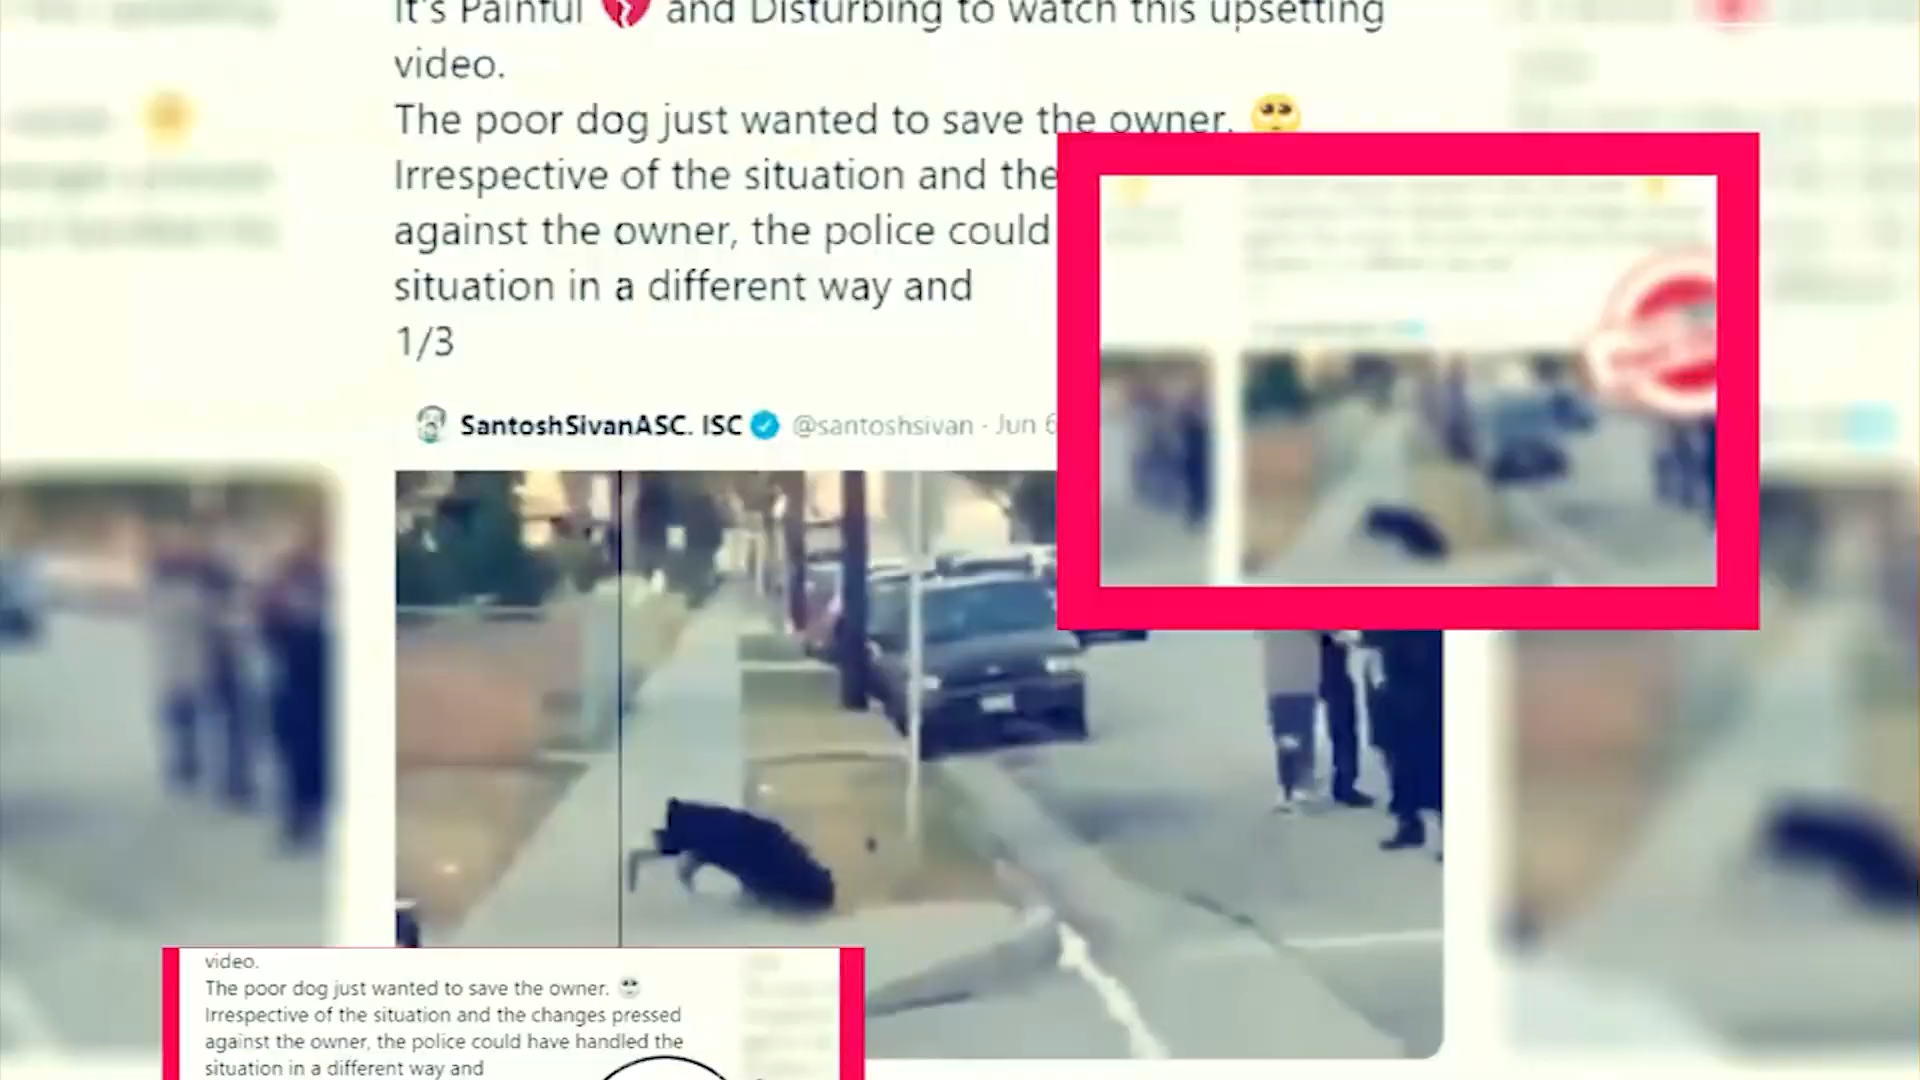 It's Painful 💔 and Disturbing to watch this upsetting
video.
The poor dog just wanted to save the owner. 🥺
Irrespective of the situation and the
against the owner, the police could
situation in a different way and
1/3
SantoshSivanASC. ISC @santoshsivan · Jun 6
video.
The poor dog just wanted to save the owner. 🥺
Irrespective of the situation and the changes pressed
against the owner, the police could have handled the
situation in a different way and